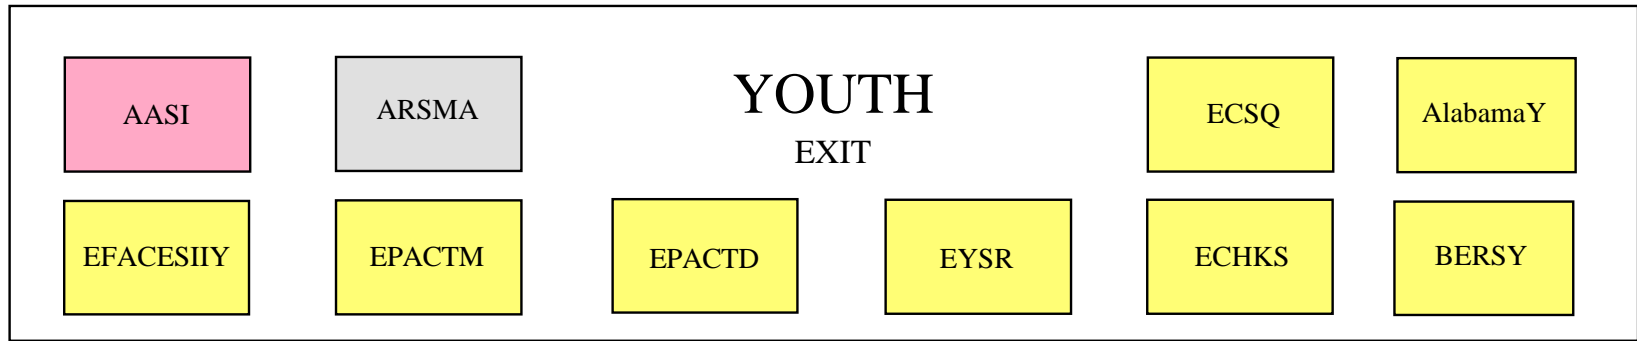 AASI
ARSMA
YOUTH
EXIT
ECSQ
AlabamaY
EFACESIIY
EPACTM
EPACTD
EYSR
ECHKS
BERSY